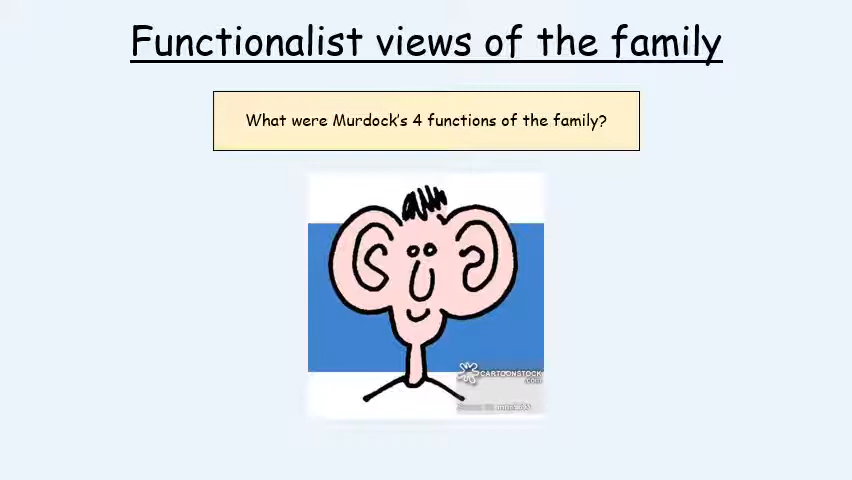 Functionalist views of the family
What were Murdock's 4 functions of the family?
CARTOONSTOCK
.com